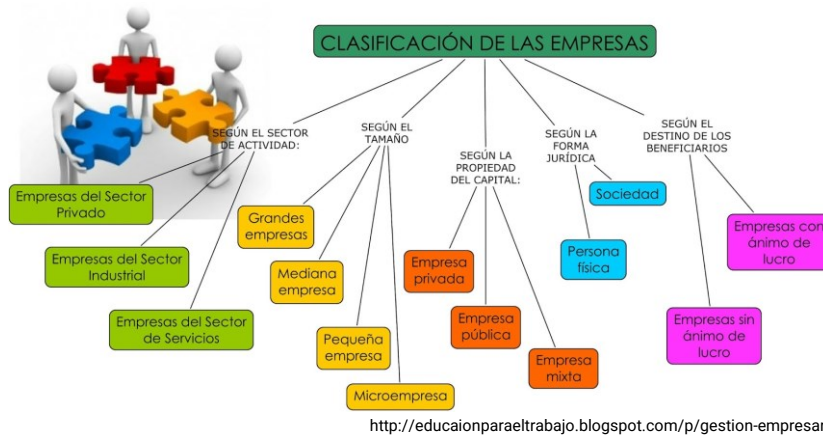 CLASIFICACIÓN DE LAS EMPRESAS
SEGÚN EL SECTOR
DE ACTIVIDAD:
Empresas del Sector
Privado
Empresas del Sector
Industrial
Empresas del Sector
de Servicios
SEGÚN EL
TAMAÑO
Grandes
empresas
Mediana
empresa
Pequeña
empresa
Microempresa
SEGÚN LA
PROPIEDAD
DEL CAPITAL:
Empresa
privada
Empresa
pública
Empresa
mixta
SEGÚN LA
FORMA
JURÍDICA
Sociedad
Persona
física
SEGÚN EL
DESTINO DE LOS
BENEFICIARIOS
Empresas con
ánimo de
lucro
Empresas sin
ánimo de
lucro
http://educaionparaeltrabajo.blogspot.com/p/gestion-empresar